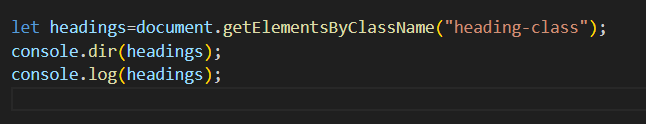 let headings=document.getElementsByClassName("heading-class");
console.dir(headings);
console.log(headings);